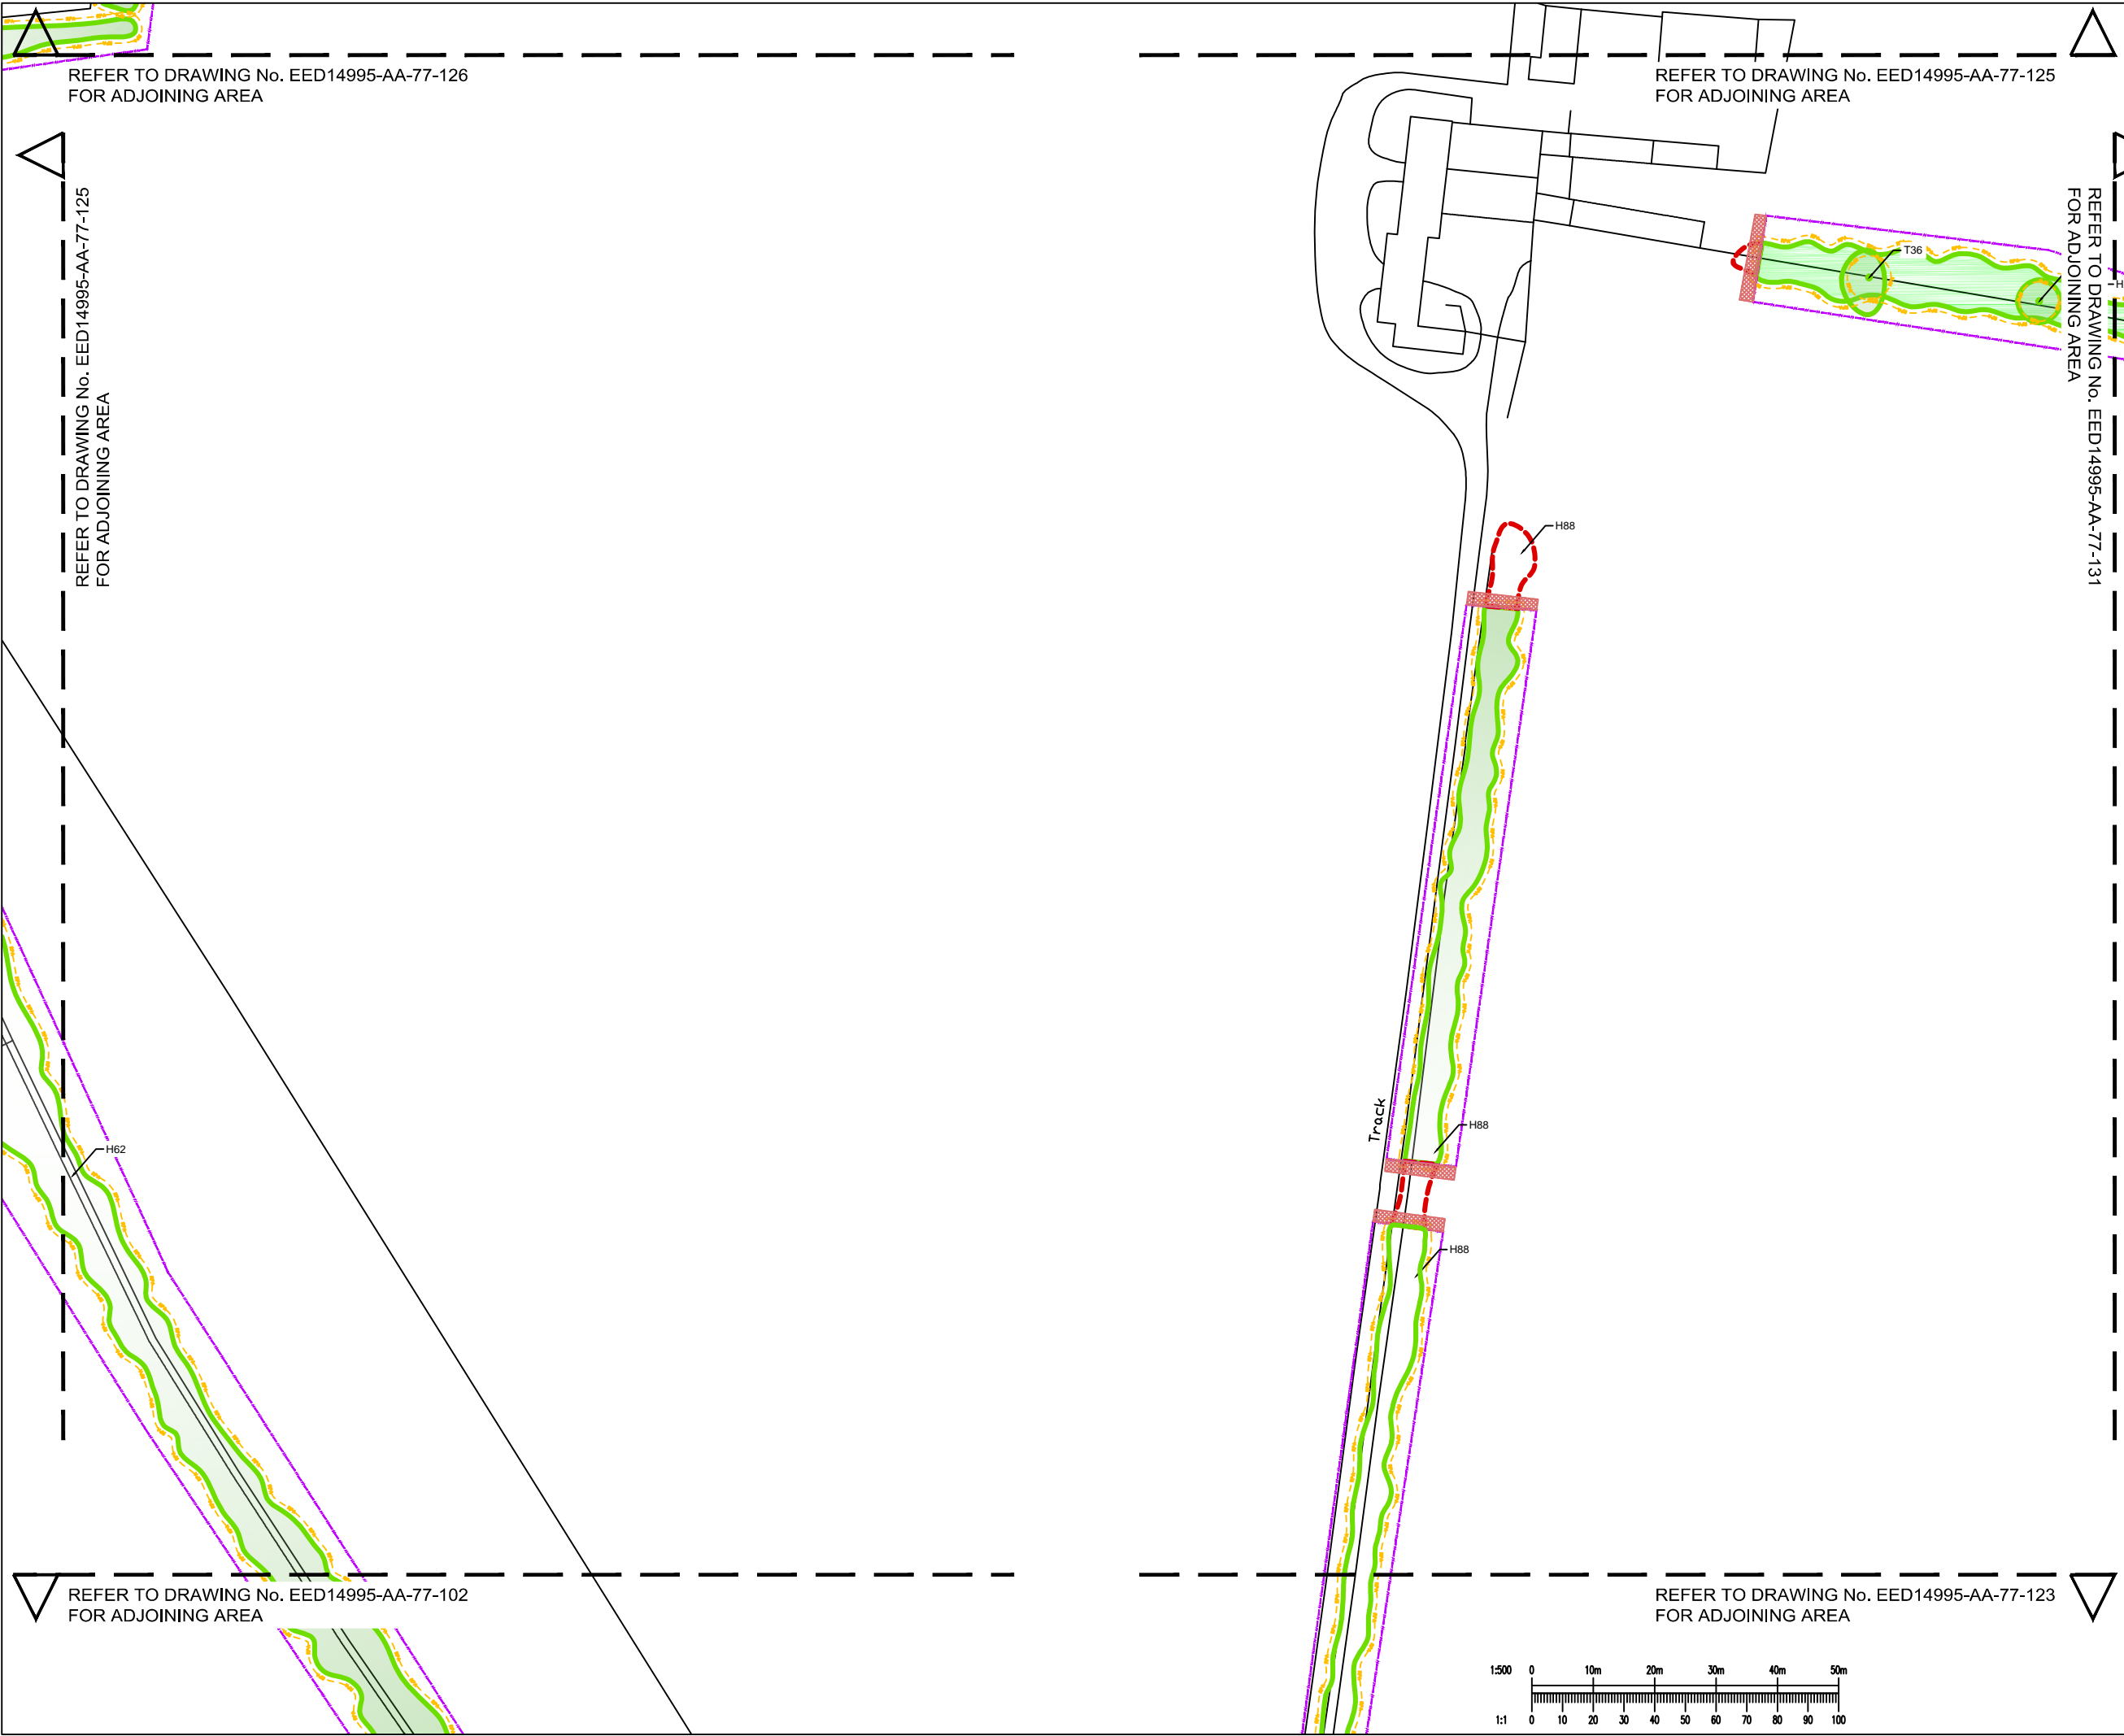 REFER TO DRAWING No. EED14995-AA-77-126
FOR ADJOINING AREA
REFER TO DRAWING No. EED14995-AA-77-125
FOR ADJOINING AREA
REFER TO DRAWING No. EED14995-AA-77-125
FOR ADJOINING AREA
REFER TO DRAWING No. EED14995-AA-77-131
FOR ADJOINING AREA
T36
H
H88
Track
H88
H62
H88
REFER TO DRAWING No. EED14995-AA-77-102
FOR ADJOINING AREA
REFER TO DRAWING No. EED14995-AA-77-123
FOR ADJOINING AREA
1:500 0 10m 20m 30m 40m 50m
1:1 0 10 20 30 40 50 60 70 80 90 100